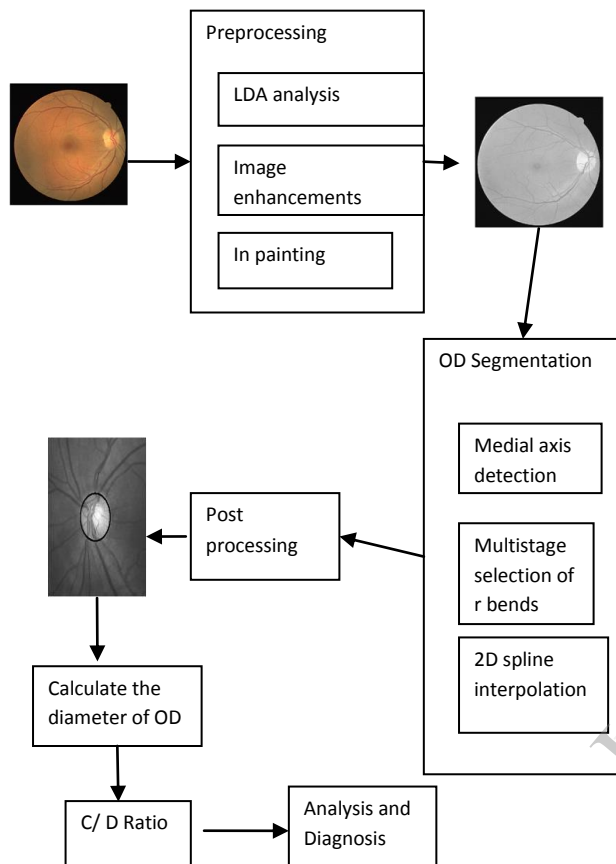 Preprocessing
LDA analysis
Image
enhancements
In painting
OD Segmentation
Medial axis
detection
Multistage
selection of
r bends
2D spline
interpolation
Post
processing
Calculate the
diameter of OD
C/ D Ratio
Analysis and
Diagnosis